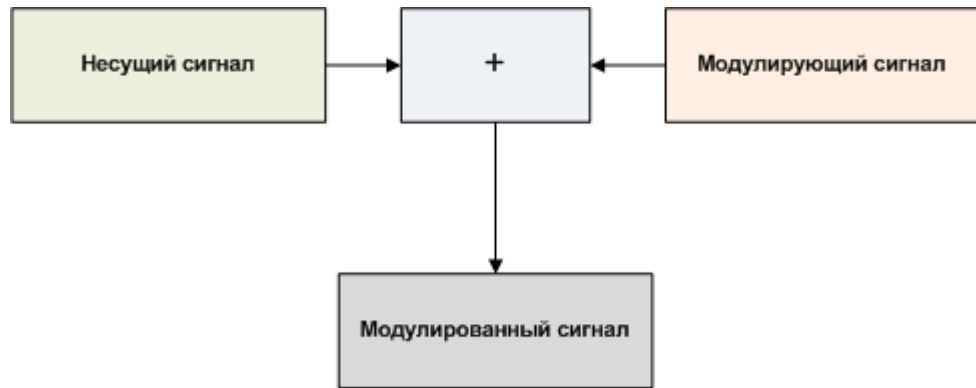 Несущий сигнал
+
Модулирующий сигнал
Модулированный сигнал